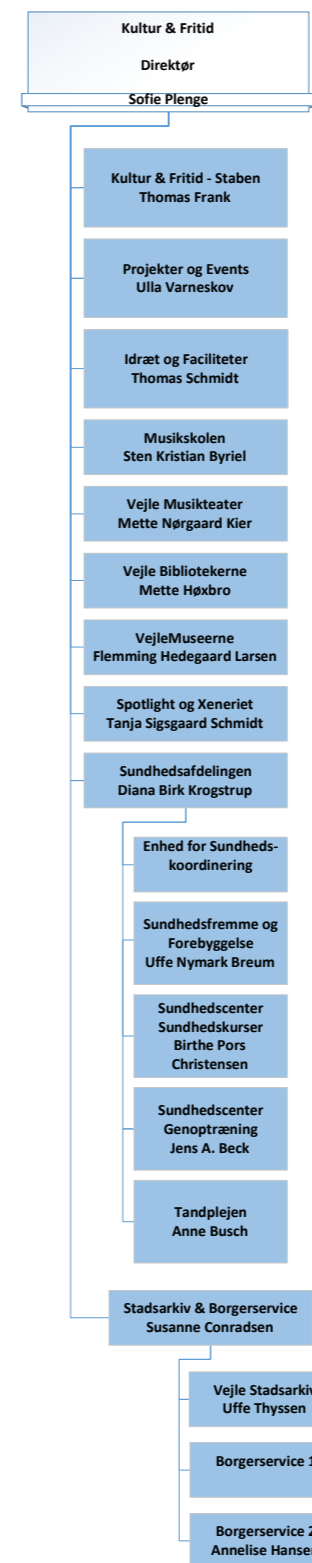 Kultur & Fritid
Direktør
Sofie Plenge
Kultur & Fritid - Staben
Thomas Frank
Projekter og Events
Ulla Varneskov
Idræt og Faciliteter
Thomas Schmidt
Musikskolen
Sten Kristian Byriel
Vejle Musikteater
Mette Nørgaard Kier
Vejle Bibliotekerne
Mette Høxbro
VejleMuseerne
Flemming Hedegaard Larsen
Spotlight og Xeneriet
Tanja Sigsgaard Schmidt
Sundhedsafdelingen
Diana Birk Krogstrup
Enhed for Sundheds-
koordinering
Sundhedsfremme og
Forebyggelse
Uffe Nymark Breum
Sundhedscenter
Sundhedskurser
Birthe Pors
Christensen
Sundhedscenter
Genoptræning
Jens A. Beck
Tandplejen
Anne Busch
Stadsarkiv & Borgerservice
Susanne Conradsen
Vejle Stadsarkiv
Uffe Thyssen
Borgerservice 1
Borgerservice 2
Annelise Hansen